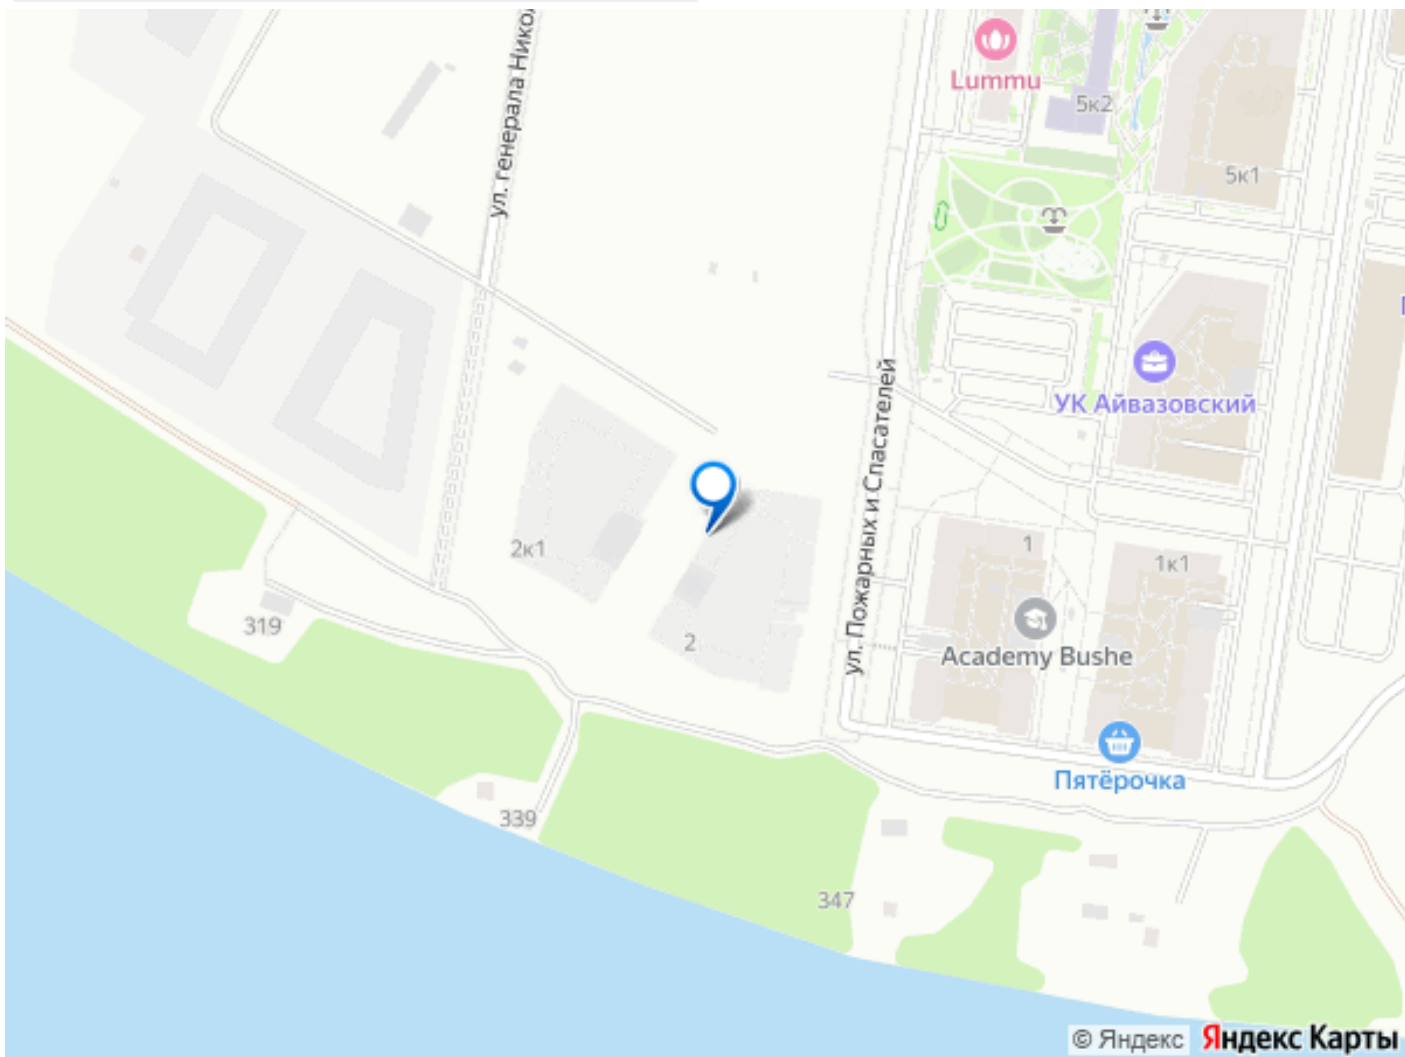 ул. генерала Нико
Lummu
5к2
5к1
УК Айвазовский
ул. Пожарных и Спасателей
2к1
1
1к1
319
2
Academy Bushe
Пятёрочка
339
347
© Яндекс Яндекс Карты